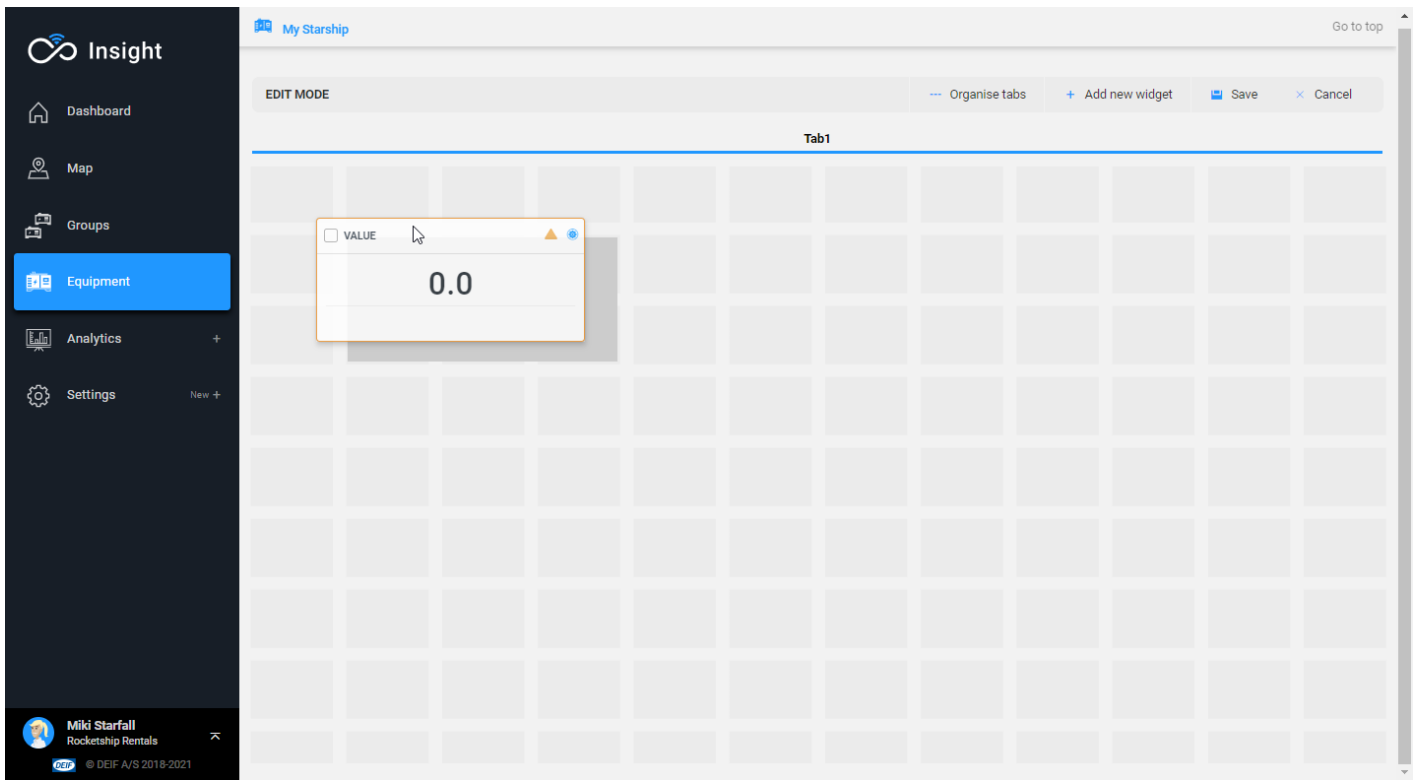 Insight
Dashboard
Map
Groups
Equipment
Analytics +
Settings New +
Miki Starfall
Rocketship Rentals
DEIF © DEIF A/S 2018-2021
My Starship Go to top
EDIT MODE Organise tabs + Add new widget Save × Cancel
Tab1
VALUE
0.0